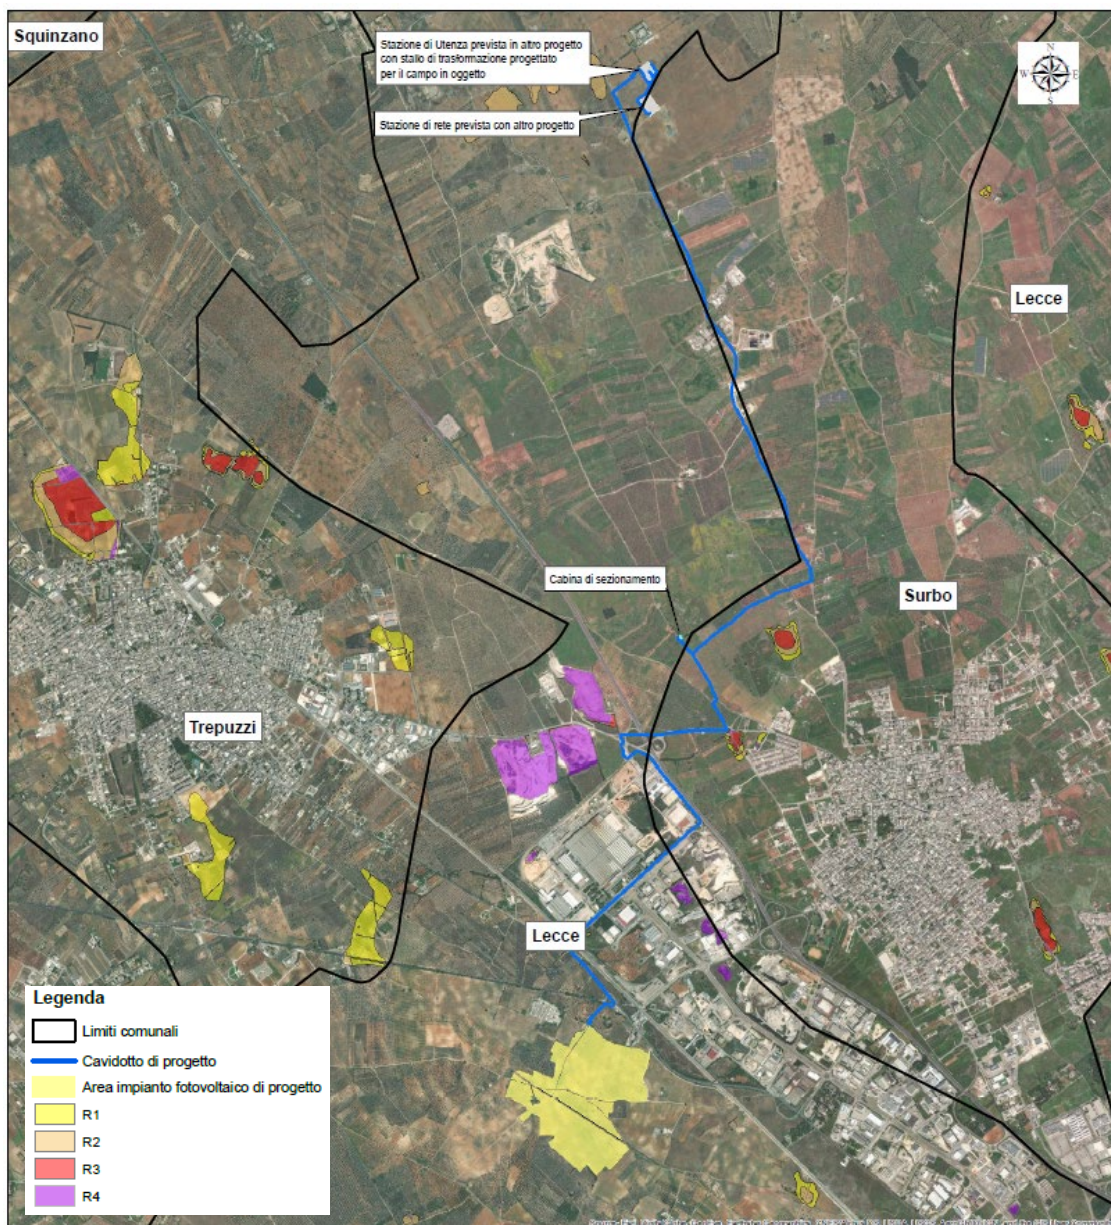 Squinzano
Stazione di Utenza prevista in altro progetto
con stallo di trasformazione progettato
per il campo in oggetto
N
W E
S
Stazione di rete prevista con altro progetto
Lecce
Cabina di sezionamento
Surbo
Trepuzzi
Lecce
Legenda
Limiti comunali
Cavidotto di progetto
Area impianto fotovoltaico di progetto
R1
R2
R3
R4